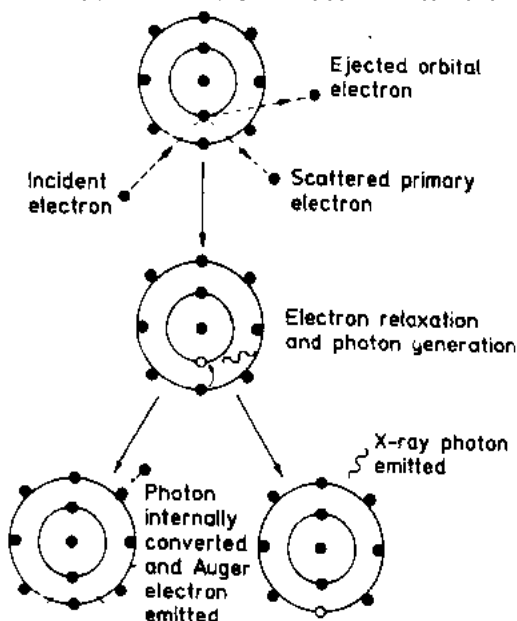 Ejected orbital
electron
Incident
electron
Scattered primary
electron
Electron relaxation
and photon generation
X-ray photon
emitted
Photon
internally
converted
and Auger
electron
emitted